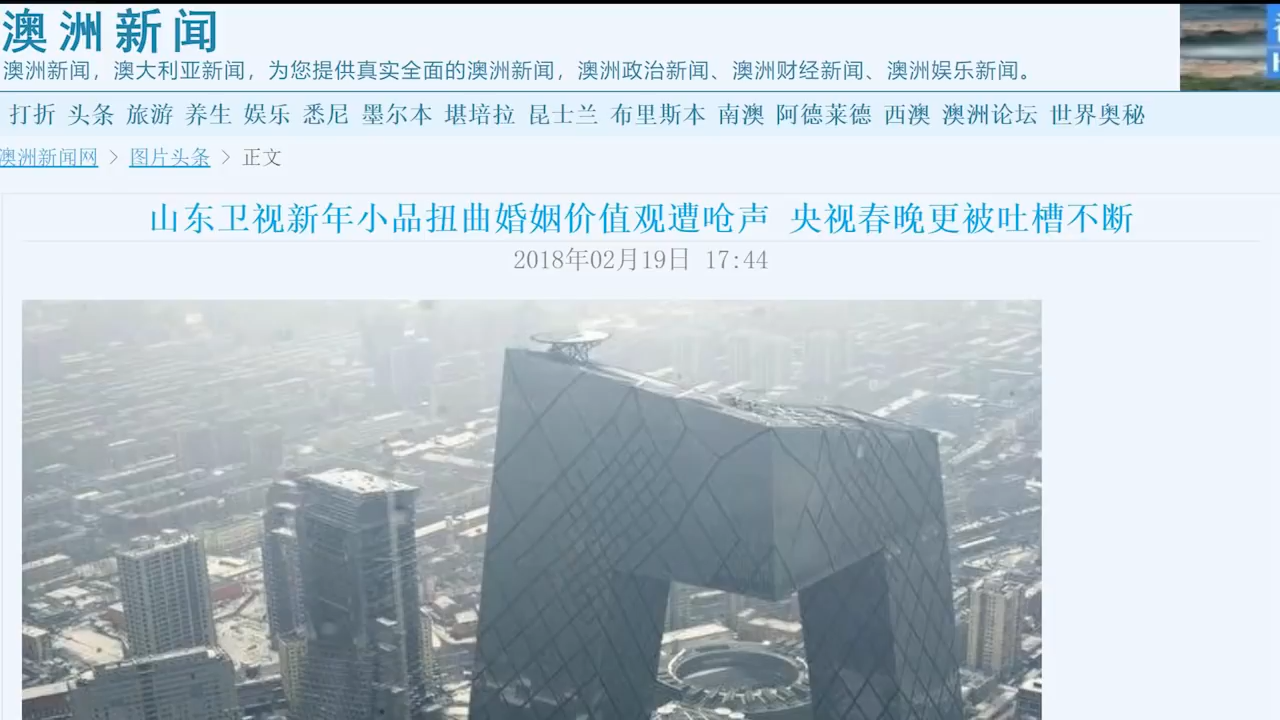 澳洲新闻
澳洲新闻，澳大利亚新闻，为您提供真实全面的澳洲新闻，澳洲政治新闻、澳洲财经新闻、澳洲娱乐新闻。
打折 头条 旅游 养生 娱乐 悉尼 墨尔本 堪培拉 昆士兰 布里斯本 南澳 阿德莱德 西澳 澳洲论坛 世界奥秘
澳洲新闻网 > 图片头条 > 正文
山东卫视新年小品扭曲婚姻价值观遭呛声 央视春晚更被吐槽不断
2018年02月19日 17:44